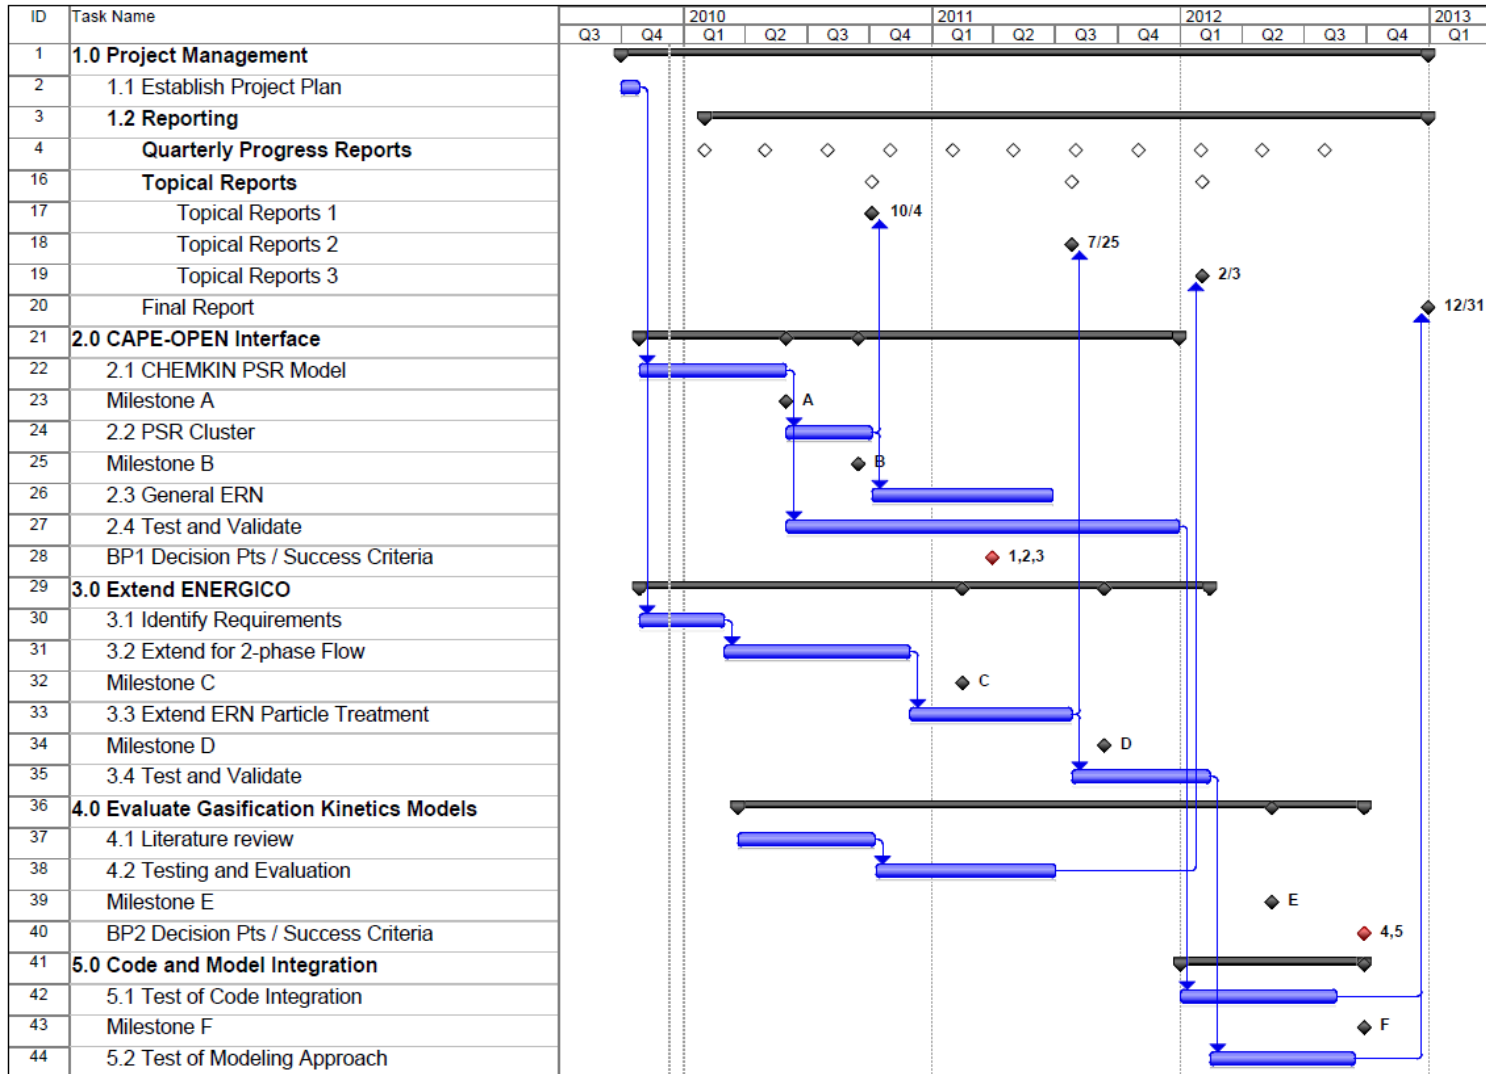 ID Task Name 2010 2011 2012 2013
Q3 Q4 Q1 Q2 Q3 Q4 Q1 Q2 Q3 Q4 Q1 Q2 Q3 Q4 Q1
1 1.0 Project Management
2 1.1 Establish Project Plan
3 1.2 Reporting
4 Quarterly Progress Reports
16 Topical Reports
17 Topical Reports 1 10/4
18 Topical Reports 2 7/25
19 Topical Reports 3 2/3
20 Final Report 12/31
21 2.0 CAPE-OPEN Interface
22 2.1 CHEMKIN PSR Model
23 Milestone A A
24 2.2 PSR Cluster
25 Milestone B B
26 2.3 General ERN
27 2.4 Test and Validate
28 BP1 Decision Pts / Success Criteria 1,2,3
29 3.0 Extend ENERGICO
30 3.1 Identify Requirements
31 3.2 Extend for 2-phase Flow
32 Milestone C C
33 3.3 Extend ERN Particle Treatment
34 Milestone D D
35 3.4 Test and Validate
36 4.0 Evaluate Gasification Kinetics Models
37 4.1 Literature review
38 4.2 Testing and Evaluation
39 Milestone E E
40 BP2 Decision Pts / Success Criteria 4,5
41 5.0 Code and Model Integration
42 5.1 Test of Code Integration
43 Milestone F F
44 5.2 Test of Modeling Approach